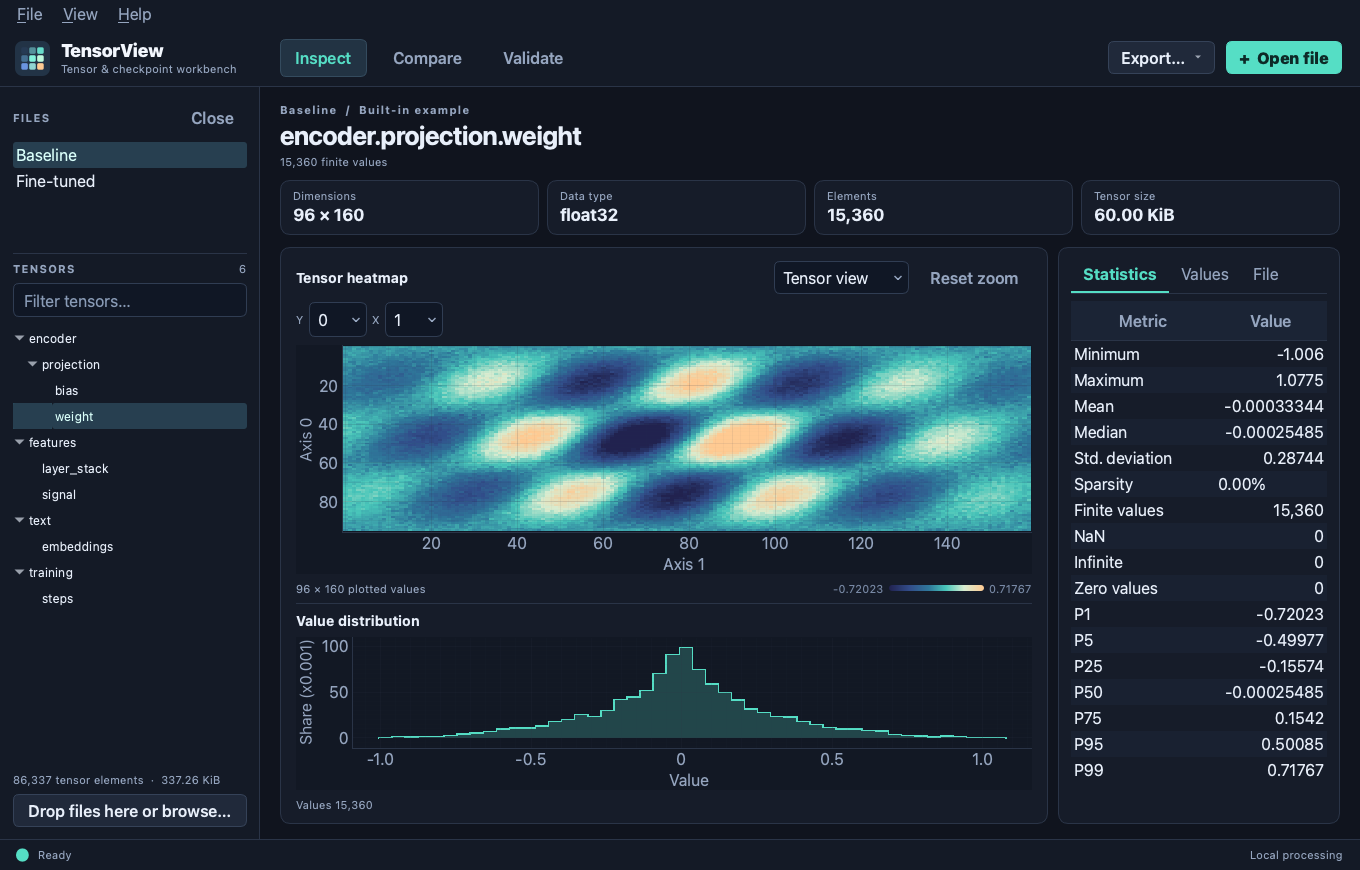 File View Help
TensorView
Tensor & checkpoint workbench
Inspect Compare Validate
Export...
+ Open file
FILES Close
Baseline
Fine-tuned
TENSORS 6
Filter tensors...
encoder
projection
bias
weight
features
layer_stack
signal
text
embeddings
training
steps
86,337 tensor elements · 337.26 KiB
Drop files here or browse...
Baseline / Built-in example
encoder.projection.weight
15,360 finite values
Dimensions
96 × 160
Data type
float32
Elements
15,360
Tensor size
60.00 KiB
Tensor heatmap
Tensor view
Reset zoom
Y 0 X 1
Axis 0
20
40
60
80
20 40 60 80 100 120 140
Axis 1
96 × 160 plotted values
-0.72023 0.71767
Value distribution
Share (x0.001)
100
50
0
-1.0 -0.5 0 0.5 1.0
Value
Values 15,360
Statistics Values File
Metric Value
Minimum -1.006
Maximum 1.0775
Mean -0.00033344
Median -0.00025485
Std. deviation 0.28744
Sparsity 0.00%
Finite values 15,360
NaN 0
Infinite 0
Zero values 0
P1 -0.72023
P5 -0.49977
P25 -0.15574
P50 -0.00025485
P75 0.1542
P95 0.50085
P99 0.71767
Ready
Local processing